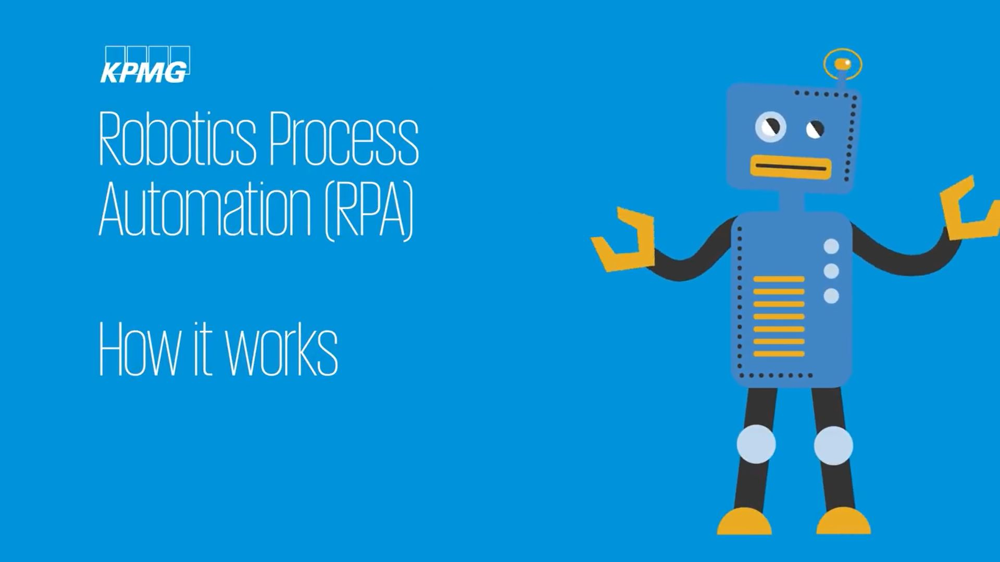 KPMG
Robotics Process
Automation (RPA)
How it works